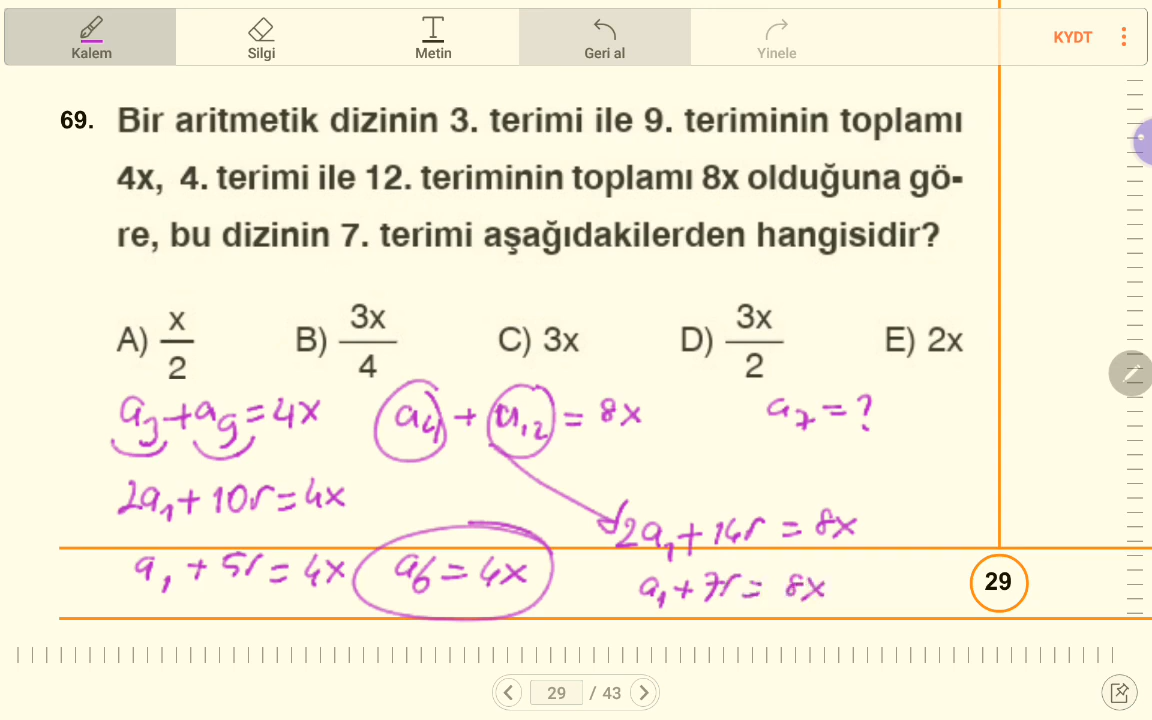 Kalem Silgi Metin Geri al Yinele KYDT
69. Bir aritmetik dizinin 3. terimi ile 9. teriminin toplamı
4x, 4. terimi ile 12. teriminin toplamı 8x olduğuna gö-
re, bu dizinin 7. terimi aşağıdakilerden hangisidir?
A) x/2 B) 3x/4 C) 3x D) 3x/2 E) 2x
a₃+a₉=4x a₄ + a₁₂ = 8x a₇ = ?
2a₁+10r=4x
2a₁+14r = 8x
a₁+5r=4x a6=4x
a₁+7r= 8x
29
29 / 43